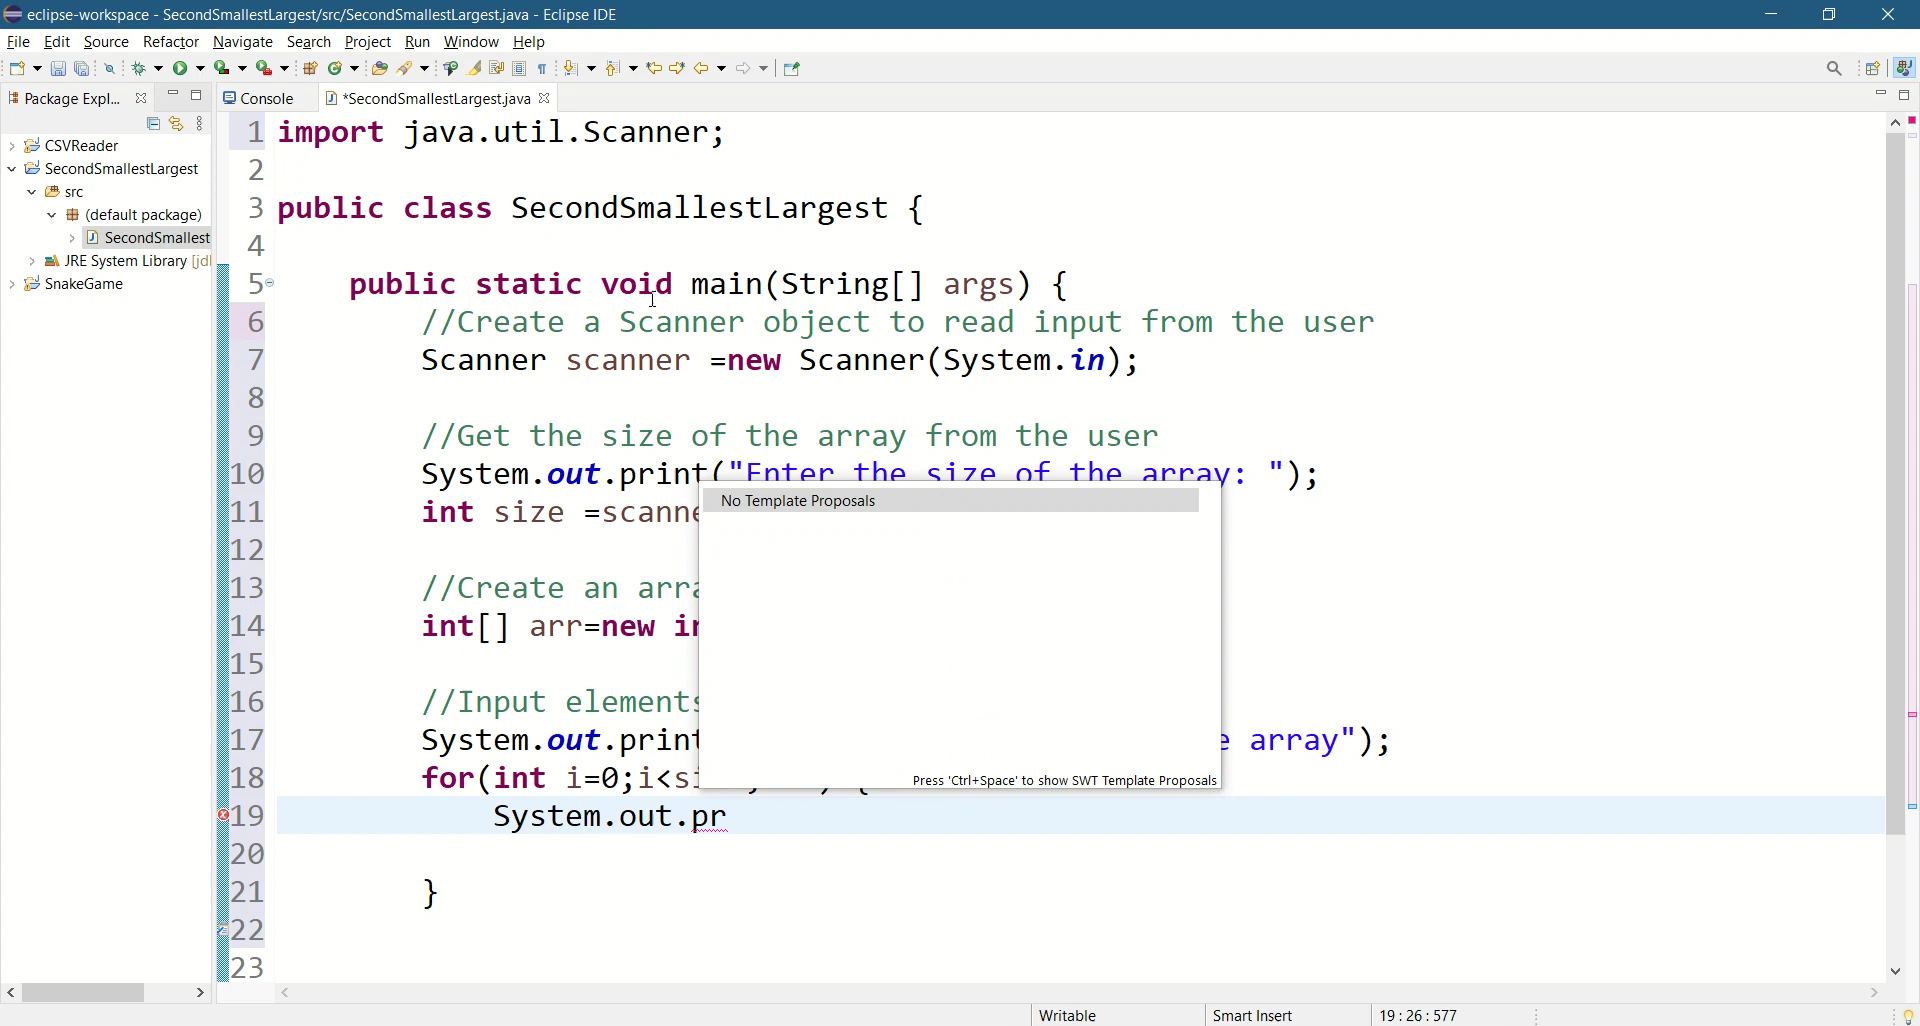 eclipse-workspace - SecondSmallestLargest/src/SecondSmallestLargest.java - Eclipse IDE
File Edit Source Refactor Navigate Search Project Run Window Help
Package Expl... Console *SecondSmallestLargest.java
CSVReader
SecondSmallestLargest
src
(default package)
SecondSmallest
JRE System Library [jd
SnakeGame
1 import java.util.Scanner;
2
3 public class SecondSmallestLargest {
4
5 public static void main(String[] args) {
6 //Create a Scanner object to read input from the user
7 Scanner scanner =new Scanner(System.in);
8
9 //Get the size of the array from the user
10 System.out.print("Enter the size of the array: ");
11 int size =scanne
12
13 //Create an arra
14 int[] arr=new in
15
16 //Input elements
17 System.out.print e array");
18 for(int i=0;i<si
19 System.out.pr
20
21 }
22
23
No Template Proposals
Press 'Ctrl+Space' to show SWT Template Proposals
Writable Smart Insert 19 : 26 : 577